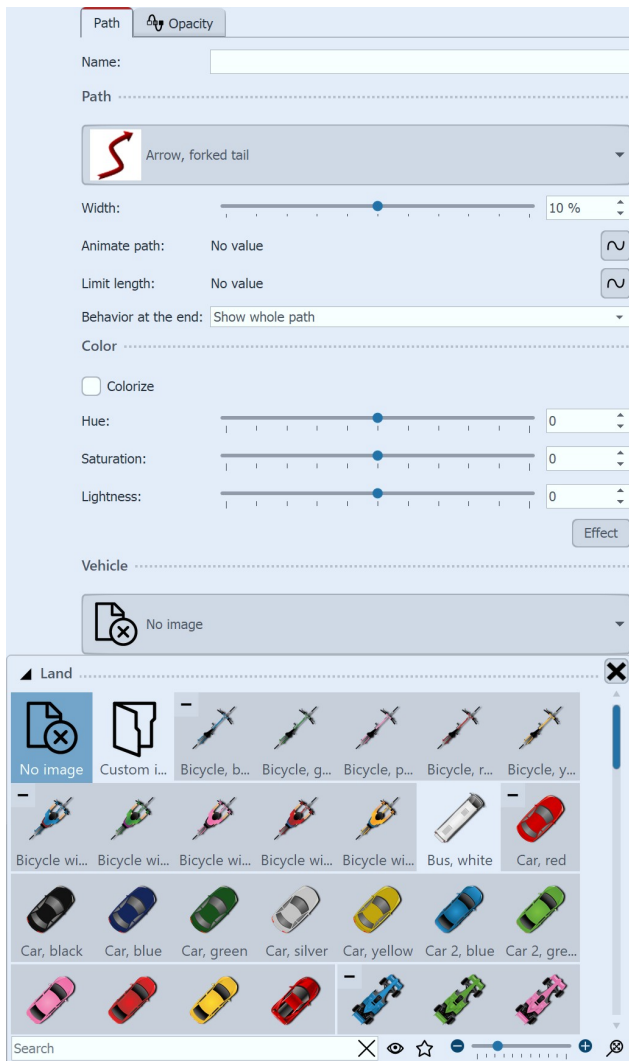 Path
Opacity
Name:
Path
Arrow, forked tail
Width:
10 %
Animate path:
No value
Limit length:
No value
Behavior at the end:
Show whole path
Color
Colorize
Hue:
0
Saturation:
0
Lightness:
0
Effect
Vehicle
No image
Land
No image
Custom i...
Bicycle, b...
Bicycle, g...
Bicycle, p...
Bicycle, r...
Bicycle, y...
Bicycle wi...
Bicycle wi...
Bicycle wi...
Bicycle wi...
Bicycle wi...
Bus, white
Car, red
Car, black
Car, blue
Car, green
Car, silver
Car, yellow
Car 2, blue
Car 2, gre...
Search